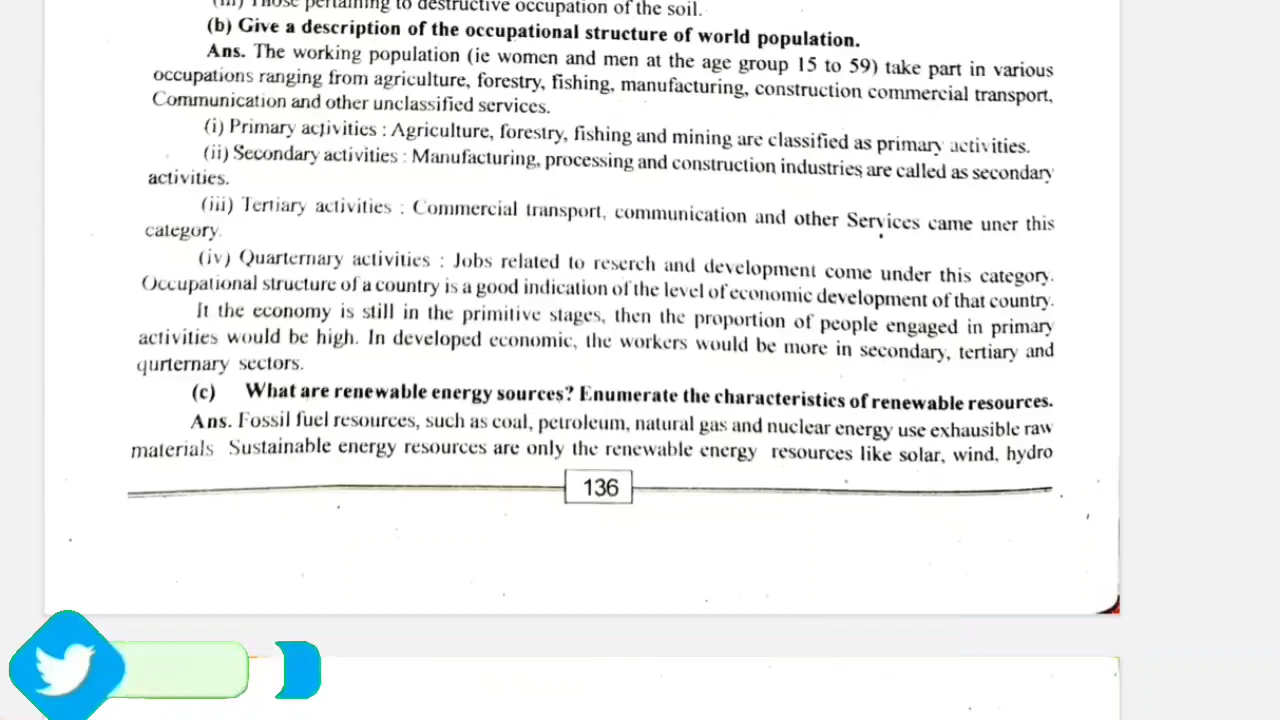 (iii) Those pertaining to destructive occupation of the soil.
(b) Give a description of the occupational structure of world population.
Ans. The working population (ie women and men at the age group 15 to 59) take part in various
occupations ranging from agriculture, forestry, fishing, manufacturing, construction commercial transport,
Communication and other unclassified services.
(i) Primary activities : Agriculture, forestry, fishing and mining are classified as primary activities.
(ii) Secondary activities : Manufacturing, processing and construction industries are called as secondary
activities.
(iii) Tertiary activities : Commercial transport, communication and other Services came uner this
category.
(iv) Quarternary activities : Jobs related to reserch and development come under this category.
Occupational structure of a country is a good indication of the level of economic development of that country.
It the economy is still in the primitive stages, then the proportion of people engaged in primary
activities would be high. In developed economic, the workers would be more in secondary, tertiary and
qurternary sectors.
(c) What are renewable energy sources? Enumerate the characteristics of renewable resources.
Ans. Fossil fuel resources, such as coal, petroleum, natural gas and nuclear energy use exhausible raw
materials Sustainable energy resources are only the renewable energy resources like solar, wind, hydro
136